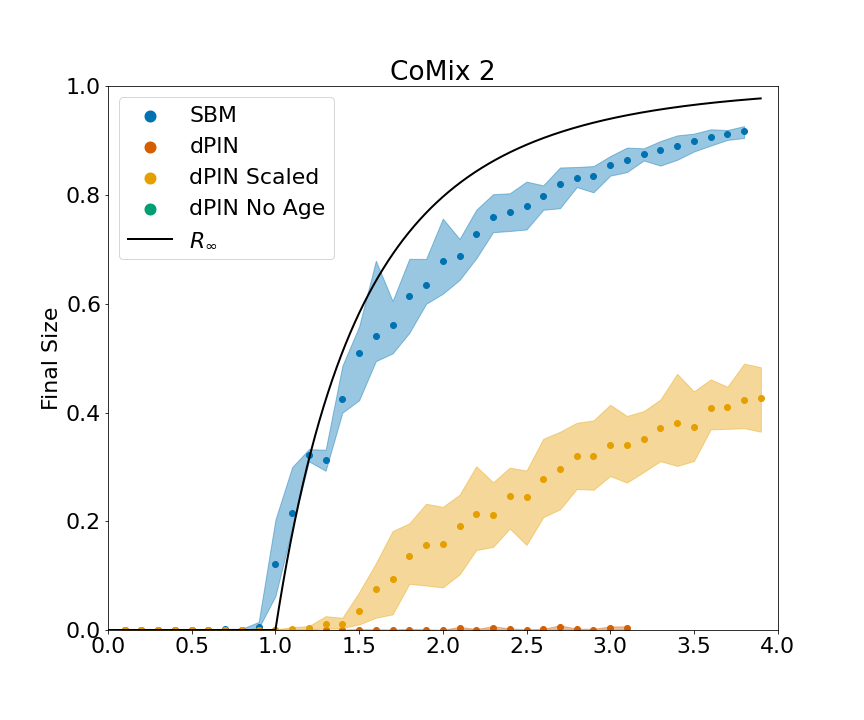 CoMix 2
1.0
0.8
0.6
0.4
0.2
0.0
Final Size
SBM
dPIN
dPIN Scaled
dPIN No Age
R∞
0.0 0.5 1.0 1.5 2.0 2.5 3.0 3.5 4.0